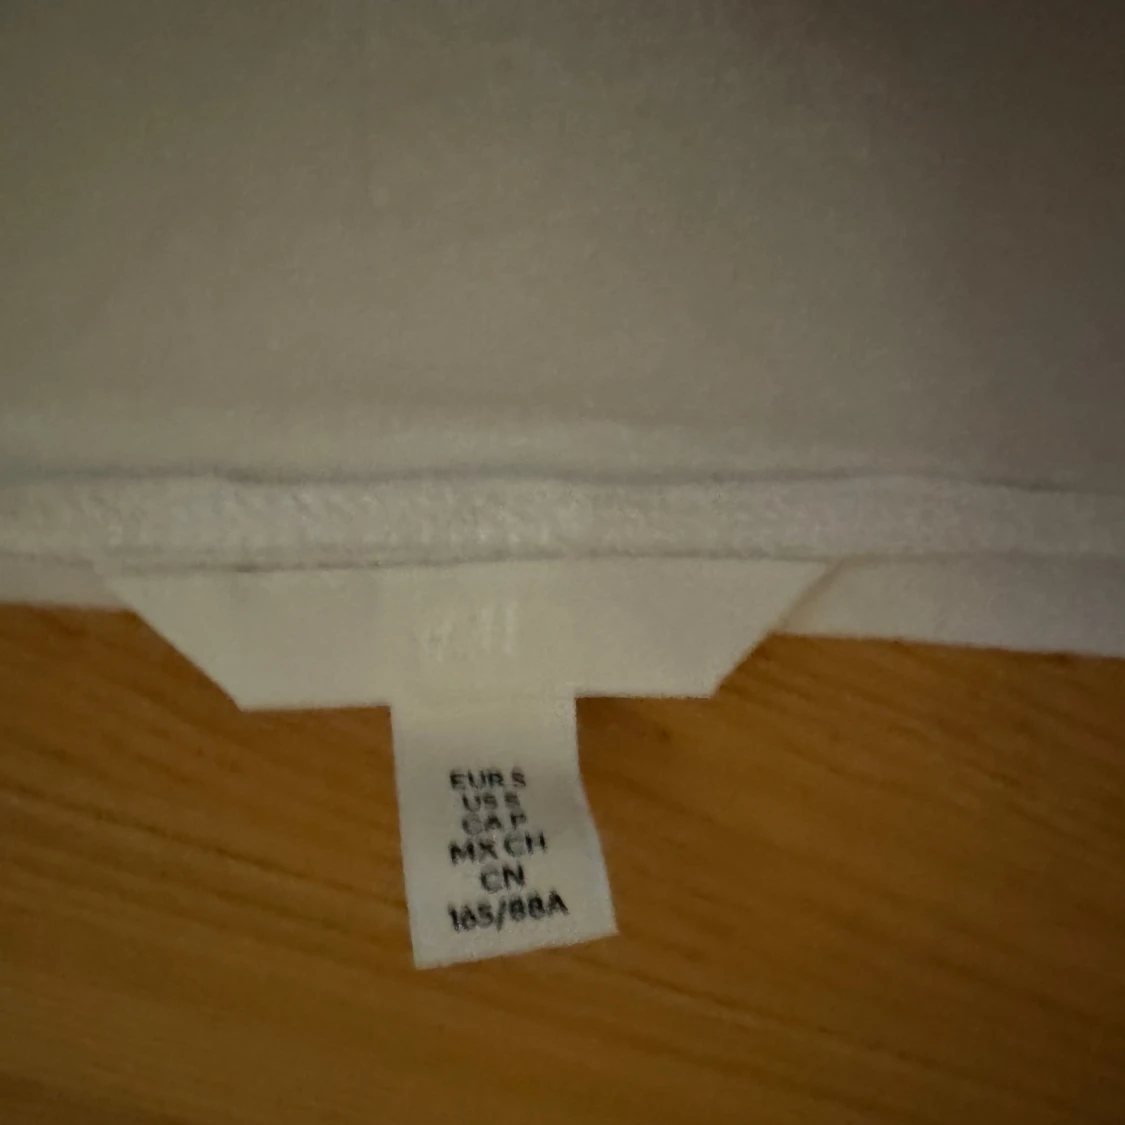 EUR S
US S
CA P
MX CH
CN
165/88A